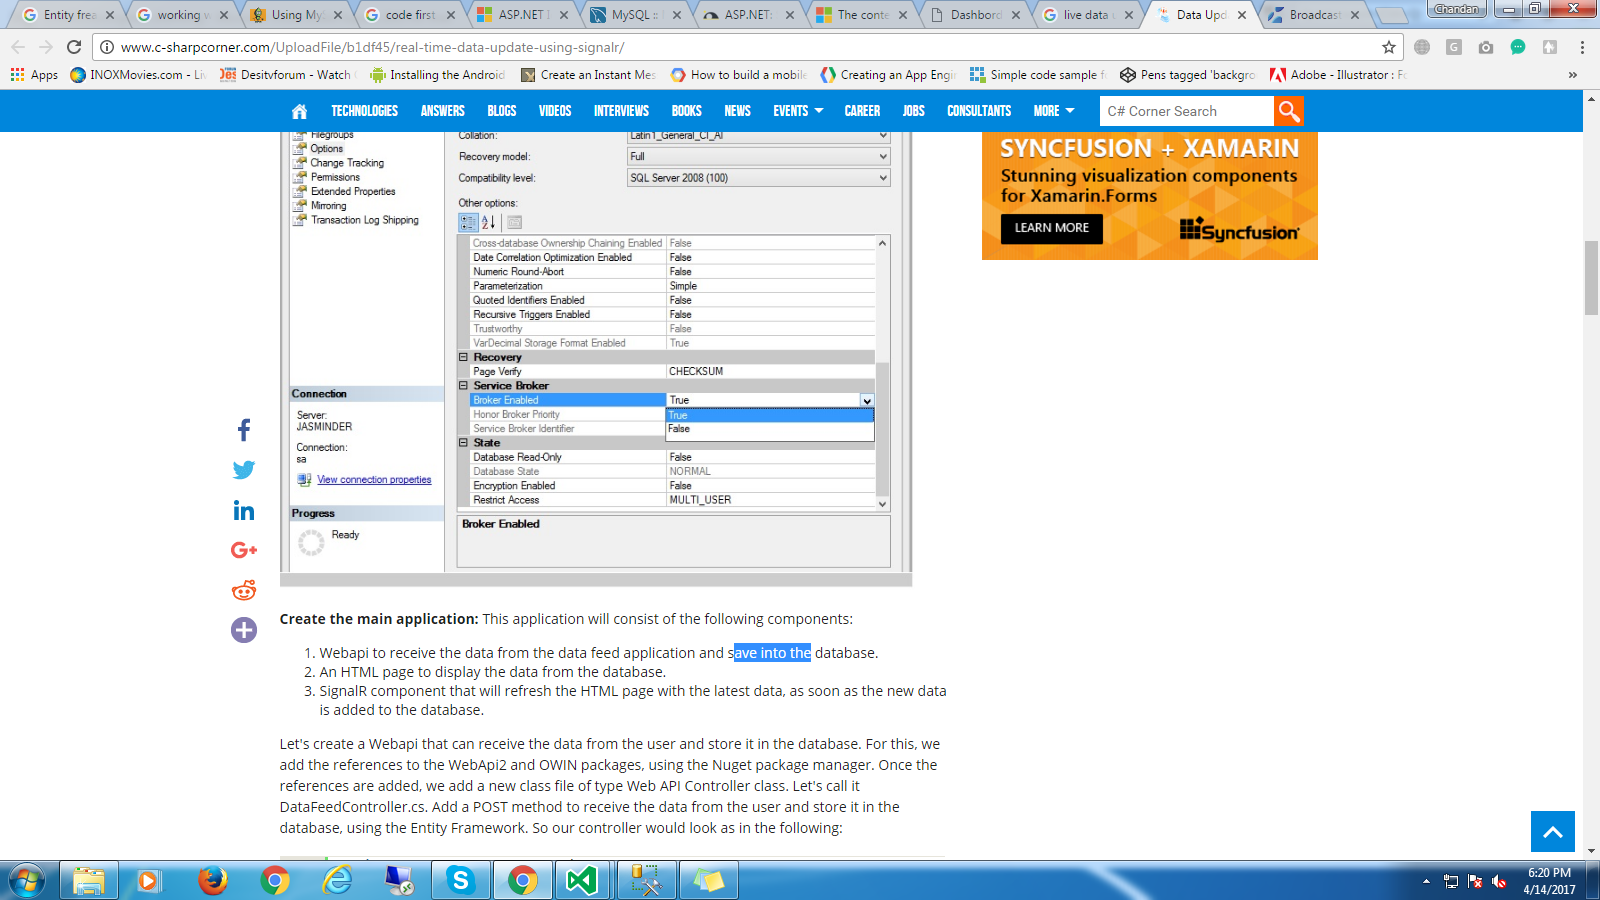 Entity frea
working w
Using MyS
code first
ASP.NET I
MySQL ::
ASP.NET:
The conte
Dashbord
live data u
Data Upd
Broadcast
Chandan
www.c-sharpcorner.com/UploadFile/b1df45/real-time-data-update-using-signalr/
Apps
INOXMovies.com - Liv
Desitvforum - Watch
Installing the Android
Create an Instant Mes
How to build a mobile
Creating an App Engi
Simple code sample f
Pens tagged 'backgro
Adobe - Illustrator : Fo
»
TECHNOLOGIES ANSWERS BLOGS VIDEOS INTERVIEWS BOOKS NEWS EVENTS CAREER JOBS CONSULTANTS MORE
C# Corner Search
Filegroups
Options
Change Tracking
Permissions
Extended Properties
Mirroring
Transaction Log Shipping
Collation: Latin1_General_CI_AI
Recovery model: Full
Compatibility level: SQL Server 2008 (100)
Other options:
Cross-database Ownership Chaining Enabled False
Date Correlation Optimization Enabled False
Numeric Round-Abort False
Parameterization Simple
Quoted Identifiers Enabled False
Recursive Triggers Enabled False
Trustworthy False
VarDecimal Storage Format Enabled True
Recovery
Page Verify CHECKSUM
Service Broker
Broker Enabled True
Honor Broker Priority True
Service Broker Identifier False
State
Database Read-Only False
Database State NORMAL
Encryption Enabled False
Restrict Access MULTI_USER
Broker Enabled
Connection
Server:
JASMINDER
Connection:
sa
View connection properties
Progress
Ready
SYNCFUSION + XAMARIN
Stunning visualization components
for Xamarin.Forms
LEARN MORE
Syncfusion
Create the main application: This application will consist of the following components:
1. Webapi to receive the data from the data feed application and save into the database.
2. An HTML page to display the data from the database.
3. SignalR component that will refresh the HTML page with the latest data, as soon as the new data
is added to the database.
Let's create a Webapi that can receive the data from the user and store it in the database. For this, we
add the references to the WebApi2 and OWIN packages, using the Nuget package manager. Once the
references are added, we add a new class file of type Web API Controller class. Let's call it
DataFeedController.cs. Add a POST method to receive the data from the user and store it in the
database, using the Entity Framework. So our controller would look as in the following:
6:20 PM
4/14/2017